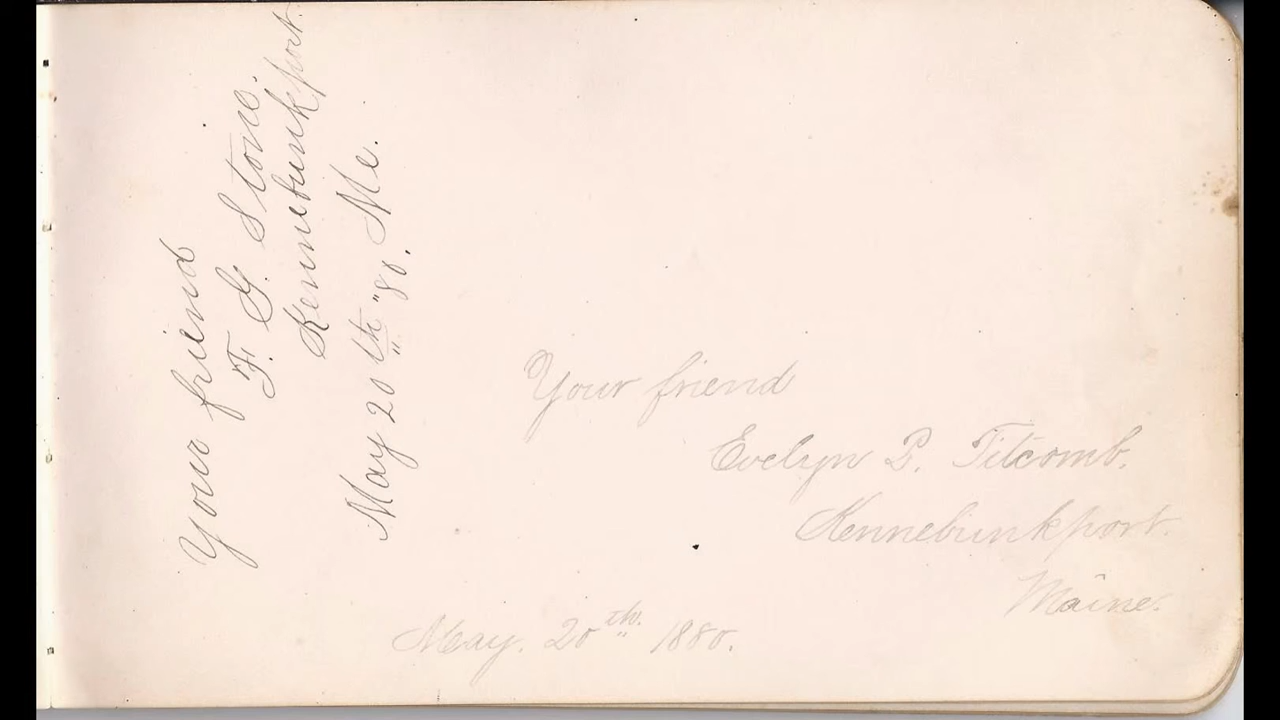 Your friend
F. G. Stone.
Kennebunkport.
Me.
May 20th "80.
Your friend
Evelyn P. Titcomb.
Kennebunkport.
Maine.
May. 20th. 1880.